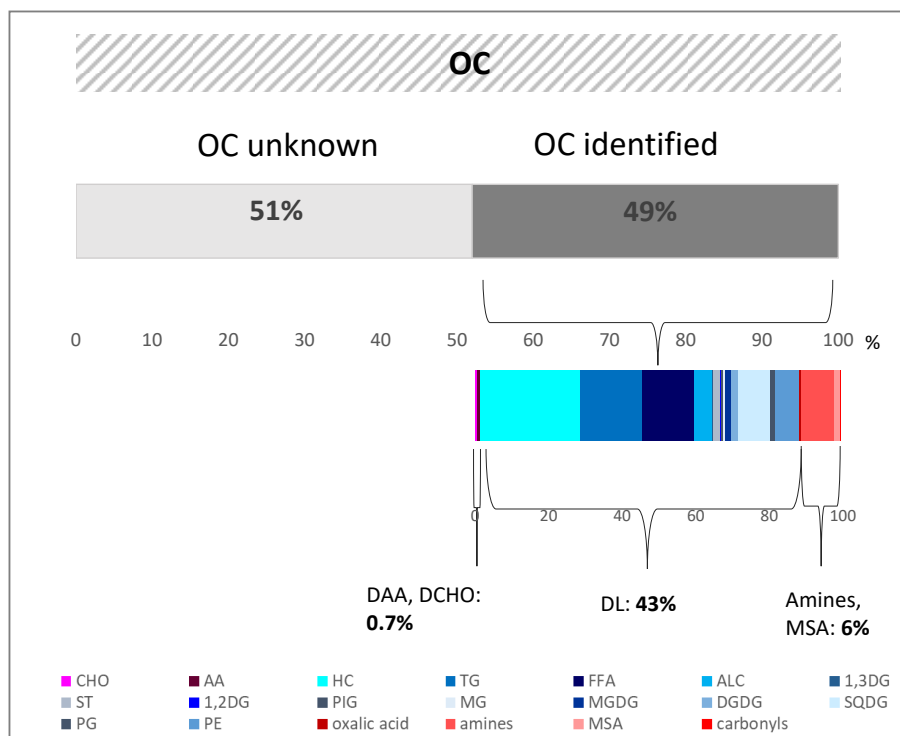 OC
OC unknown OC identified
51% 49%
0 10 20 30 40 50 60 70 80 90 100 %
0 20 40 60 80 100
DAA, DCHO:
0.7%
DL: 43%
Amines,
MSA: 6%
CHO AA HC TG FFA ALC 1,3DG
ST 1,2DG PIG MG MGDG DGDG SQDG
PG PE oxalic acid amines MSA carbonyls